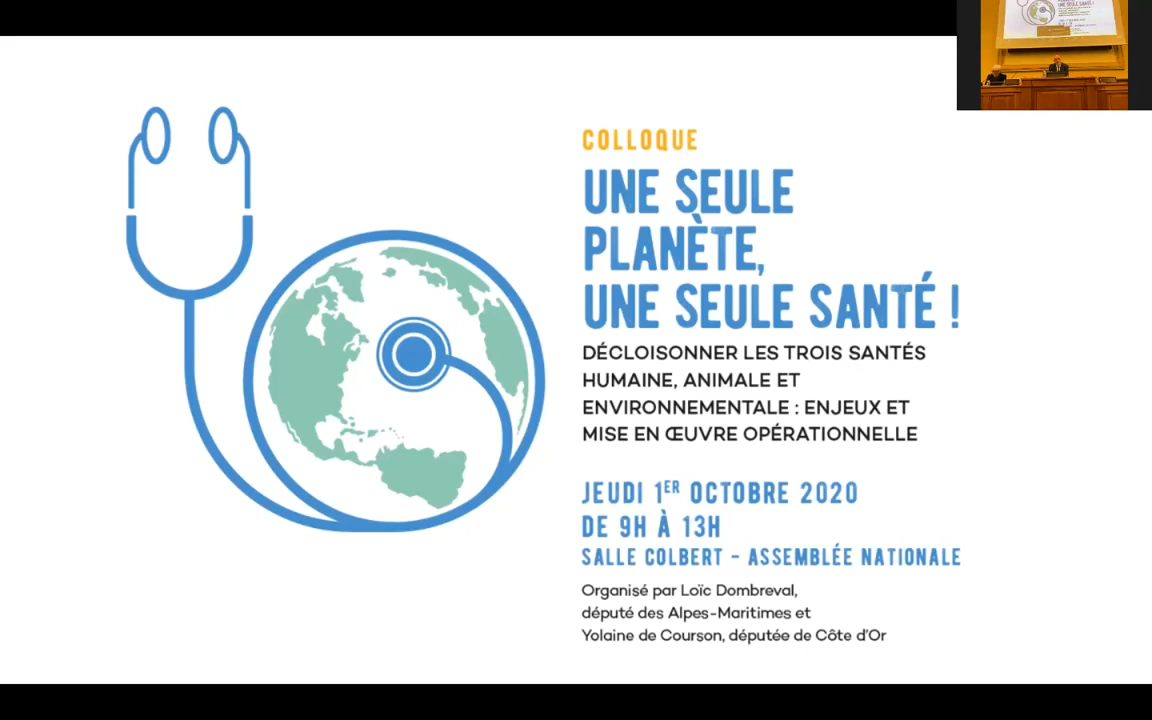 COLLOQUE
UNE SEULE
PLANÈTE,
UNE SEULE SANTÉ !
DÉCLOISONNER LES TROIS SANTÉS
HUMAINE, ANIMALE ET
ENVIRONNEMENTALE : ENJEUX ET
MISE EN ŒUVRE OPÉRATIONNELLE
JEUDI 1ER OCTOBRE 2020
DE 9H À 13H
SALLE COLBERT - ASSEMBLÉE NATIONALE
Organisé par Loïc Dombreval,
député des Alpes-Maritimes et
Yolaine de Courson, députée de Côte d'Or